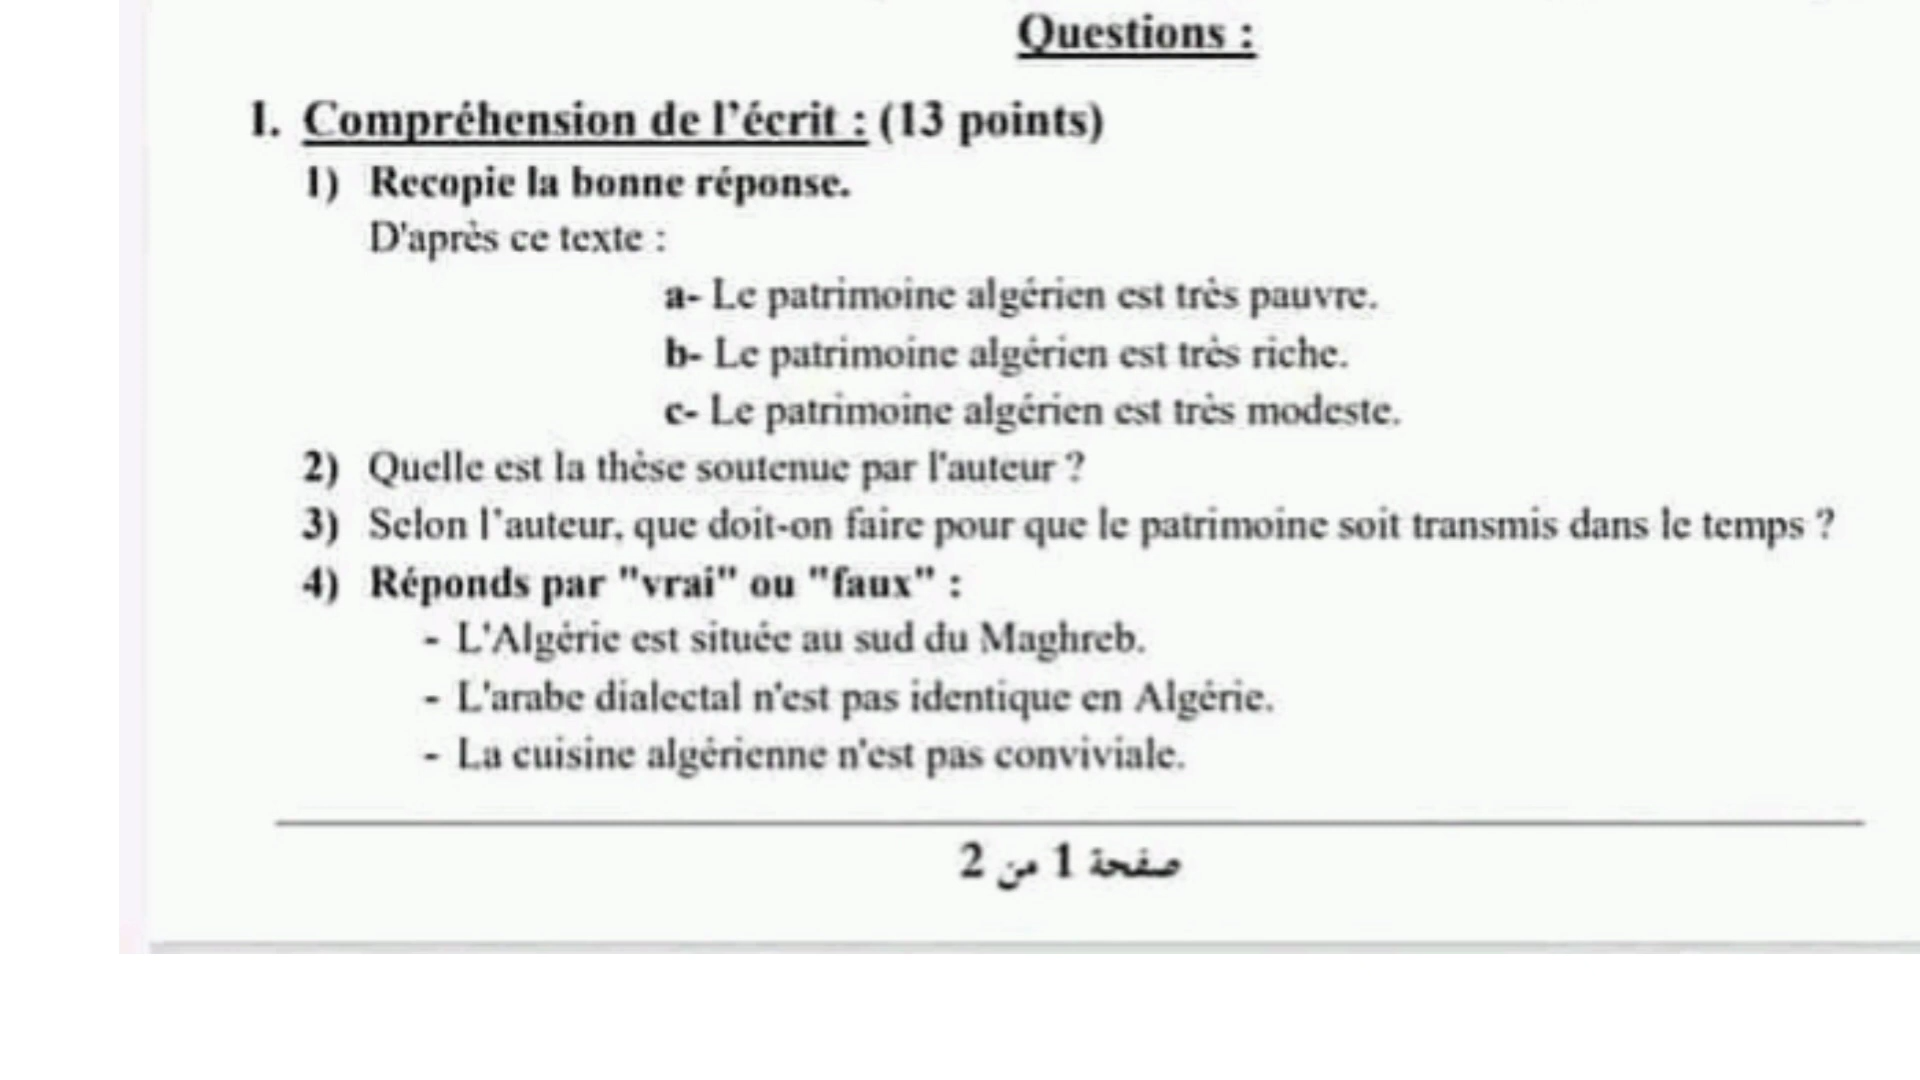 Questions :
I. Compréhension de l'écrit : (13 points)
1) Recopie la bonne réponse.
D'après ce texte :
a- Le patrimoine algérien est très pauvre.
b- Le patrimoine algérien est très riche.
c- Le patrimoine algérien est très modeste.
2) Quelle est la thèse soutenue par l'auteur ?
3) Selon l'auteur, que doit-on faire pour que le patrimoine soit transmis dans le temps ?
4) Réponds par "vrai" ou "faux" :
- L'Algérie est située au sud du Maghreb.
- L'arabe dialectal n'est pas identique en Algérie.
- La cuisine algérienne n'est pas conviviale.
صفحة 1 من 2